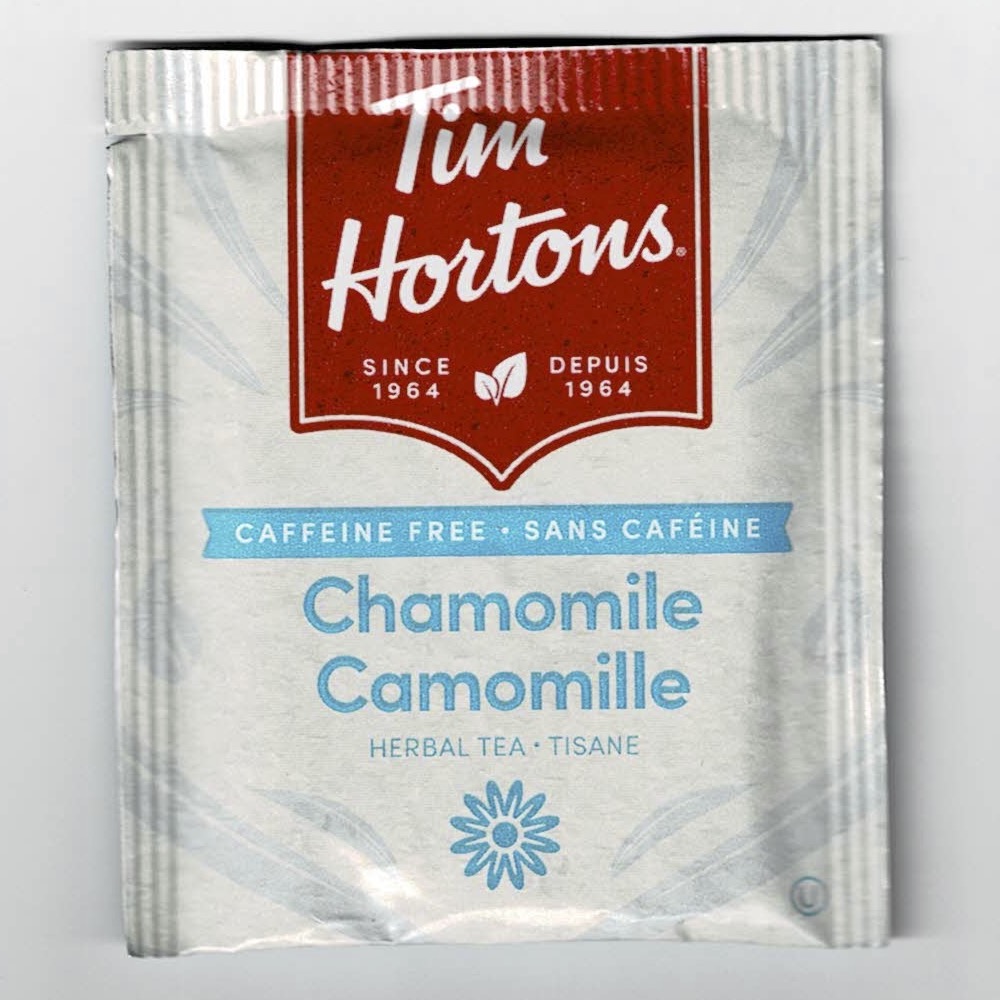 Tim
Hortons®
SINCE 1964
DEPUIS 1964
CAFFEINE FREE • SANS CAFÉINE
Chamomile
Camomille
HERBAL TEA • TISANE
U